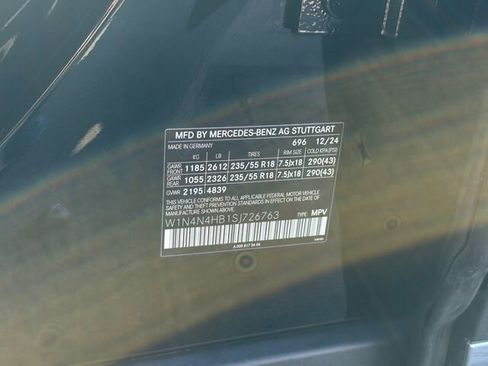 MFD BY MERCEDES-BENZ AG STUTTGART
MADE IN GERMANY 696 12/24
KG LB TIRES RIM SIZE COLD KPA/(PSI)
GAWR FRONT 1185 2612 235/55 R18 7.5Jx18 290(43)
GAWR REAR 1055 2326 235/55 R18 7.5Jx18 290(43)
GVWR 2195 4839
THIS VEHICLE CONFORMS TO ALL APPLICABLE FEDERAL
MOTOR VEHICLE SAFETY, BUMPER, AND THEFT PREVENTION
STANDARDS IN EFFECT ON THE DATE OF MANUFACTURE SHOWN ABOVE.
W1N4N4HB1SJ726763 MPV